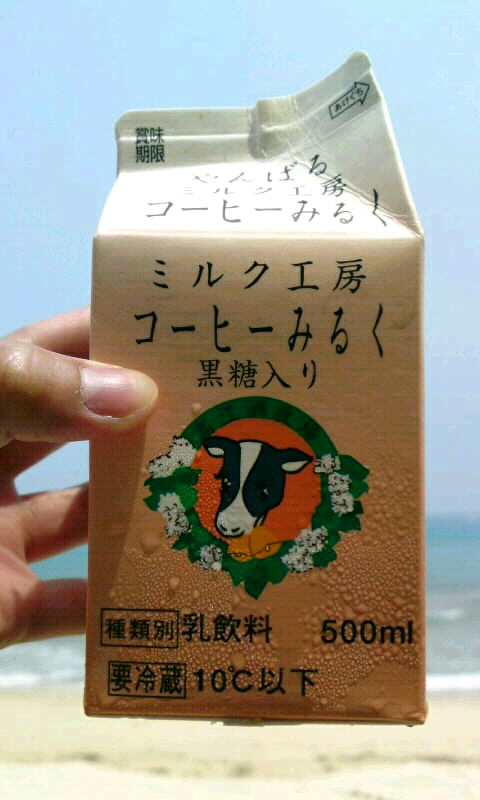 あけぐち
賞味
期限
やんばる
ミルク工房
コーヒーみるく
ミルク工房
コーヒーみるく
黒糖入り
種類別 乳飲料 500ml
要冷蔵 10℃以下